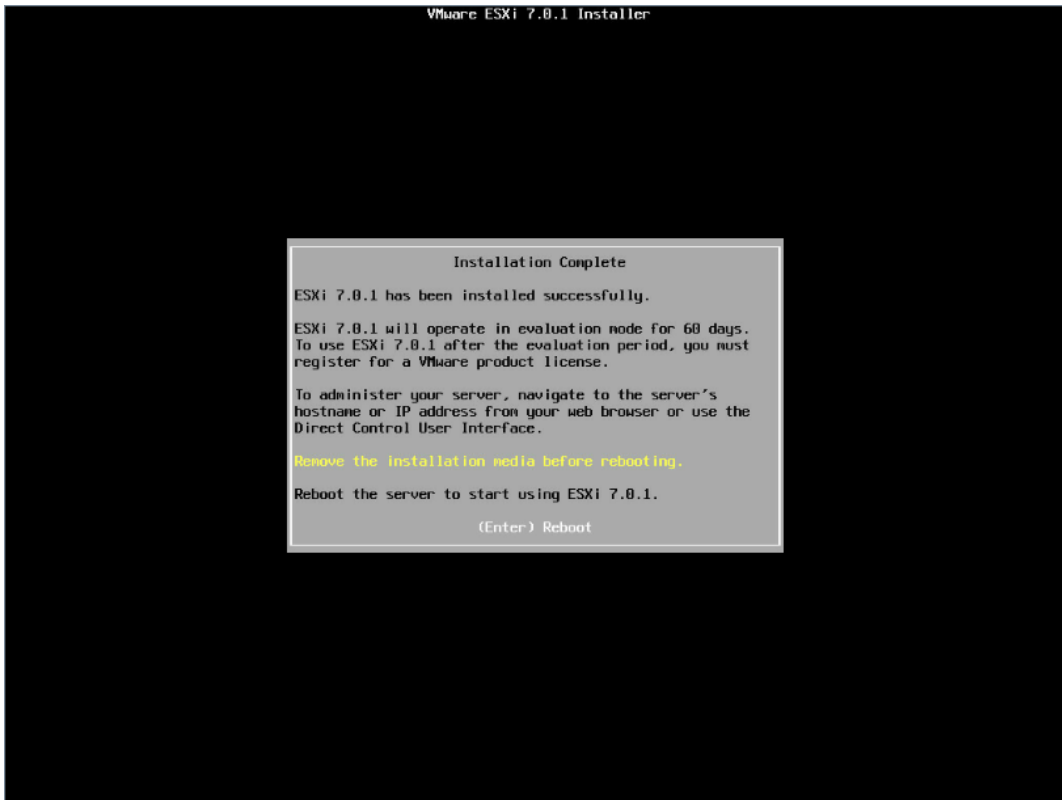 VMware ESXi 7.0.1 Installer
Installation Complete
ESXi 7.0.1 has been installed successfully.
ESXi 7.0.1 will operate in evaluation mode for 60 days.
To use ESXi 7.0.1 after the evaluation period, you must
register for a VMware product license.
To administer your server, navigate to the server's
hostname or IP address from your web browser or use the
Direct Control User Interface.
Remove the installation media before rebooting.
Reboot the server to start using ESXi 7.0.1.
(Enter) Reboot